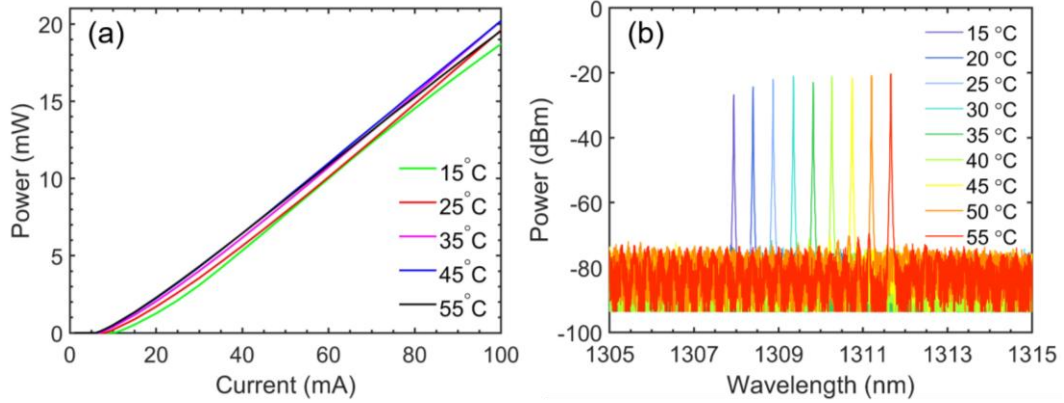 (a)
20
15
10
5
0
Power (mW)
0
20
40
60
80
100
Current (mA)
15°C
25°C
35°C
45°C
55°C
(b)
0
-20
-40
-60
-80
-100
Power (dBm)
1305
1307
1309
1311
1313
1315
Wavelength (nm)
15 °C
20 °C
25 °C
30 °C
35 °C
40 °C
45 °C
50 °C
55 °C